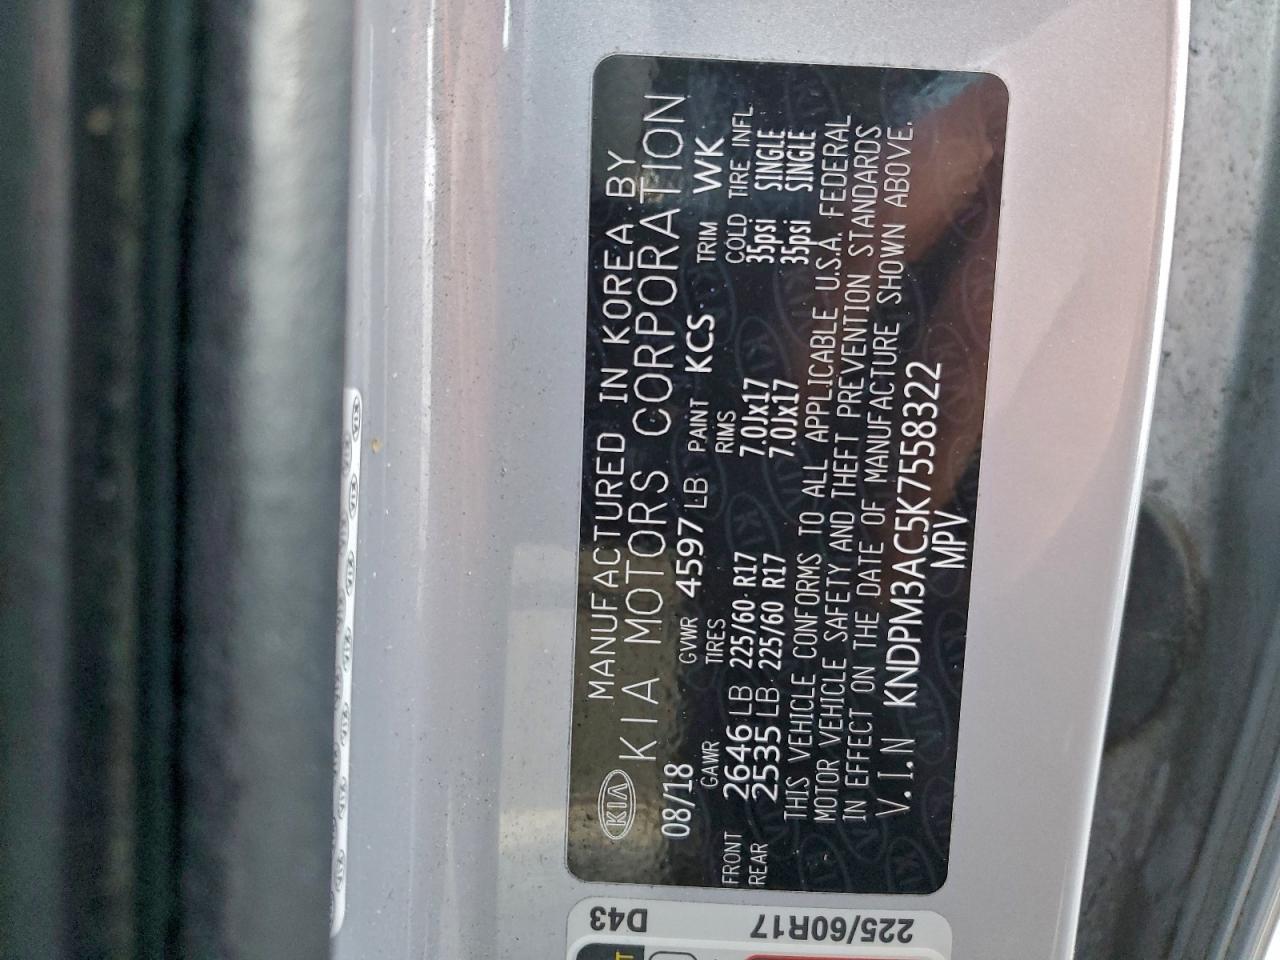 KIA
MANUFACTURED IN KOREA BY
KIA MOTORS CORPORATION
08/18 GVWR 4597 LB PAINT KCS TRIM WK
GAWR TIRES RIMS COLD TIRE INFL
FRONT 2646 LB 225/60 R17 7.0Jx17 35psi SINGLE
REAR 2535 LB 225/60 R17 7.0Jx17 35psi SINGLE
THIS VEHICLE CONFORMS TO ALL APPLICABLE U.S.A. FEDERAL
MOTOR VEHICLE SAFETY AND THEFT PREVENTION STANDARDS
IN EFFECT ON THE DATE OF MANUFACTURE SHOWN ABOVE.
V.I.N KNDPM3AC5K7558322
MPV
D43
225/60R17